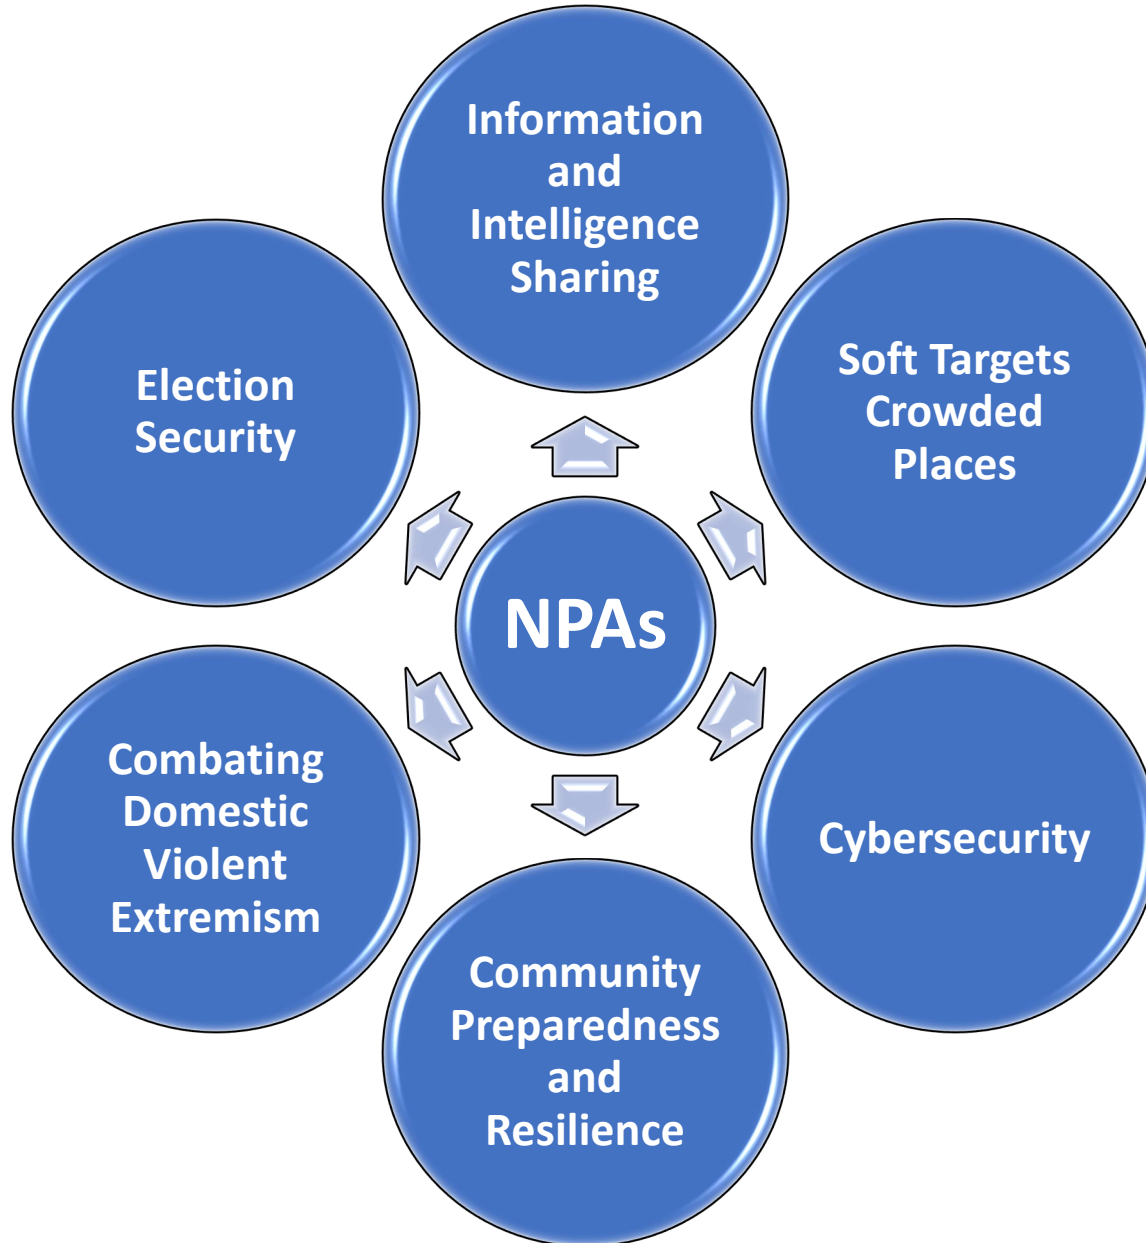 Information
and
Intelligence
Sharing
Soft Targets
Crowded
Places
Cybersecurity
Community
Preparedness
and
Resilience
Combating
Domestic
Violent
Extremism
Election
Security
NPAs